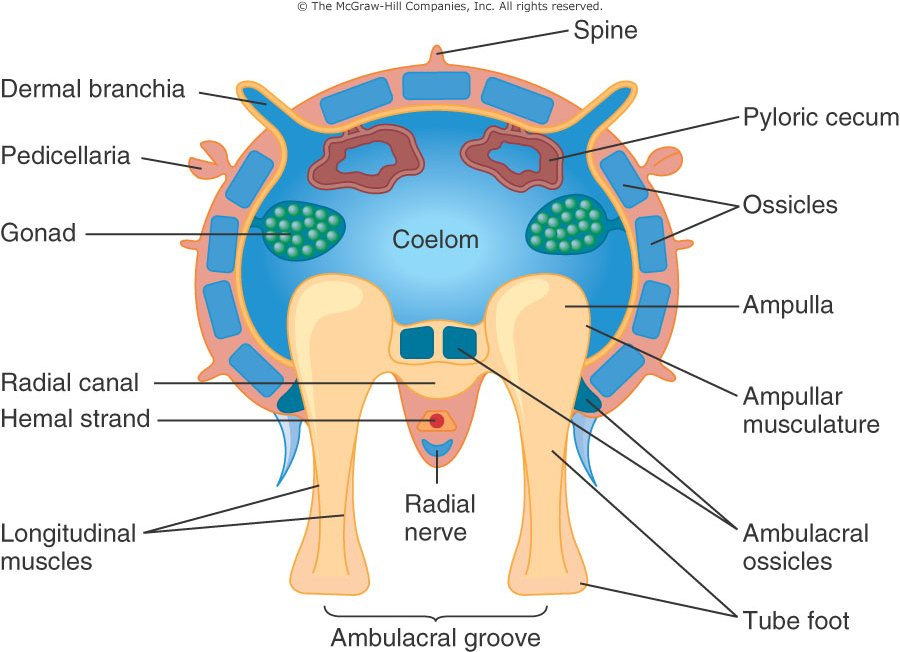 © The McGraw-Hill Companies, Inc. All rights reserved.
Spine
Dermal branchia
Pyloric cecum
Pedicellaria
Ossicles
Gonad
Coelom
Ampulla
Radial canal
Ampullar
musculature
Hemal strand
Radial
nerve
Longitudinal
muscles
Ambulacral
ossicles
Tube foot
Ambulacral groove